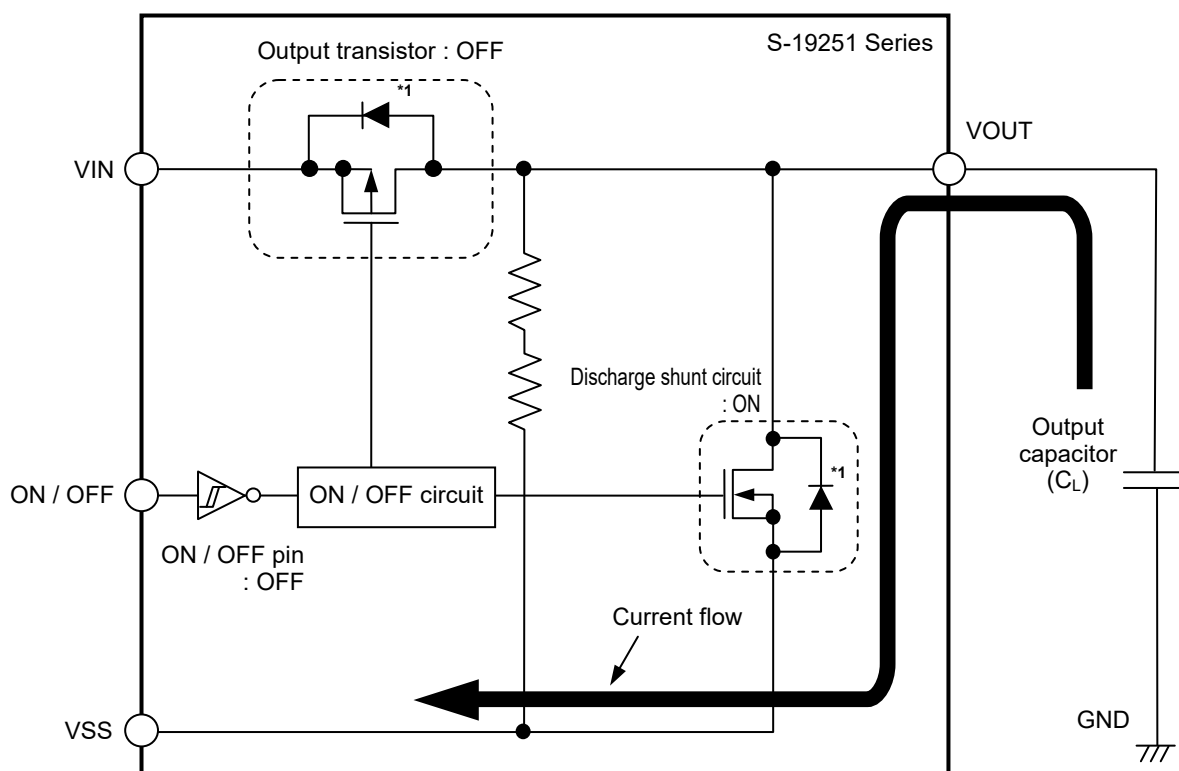 S-19251 Series
Output transistor : OFF
*1
VOUT
VIN
Discharge shunt circuit
: ON
*1
Output
capacitor
(CL)
ON / OFF
ON / OFF circuit
ON / OFF pin
: OFF
Current flow
VSS
GND